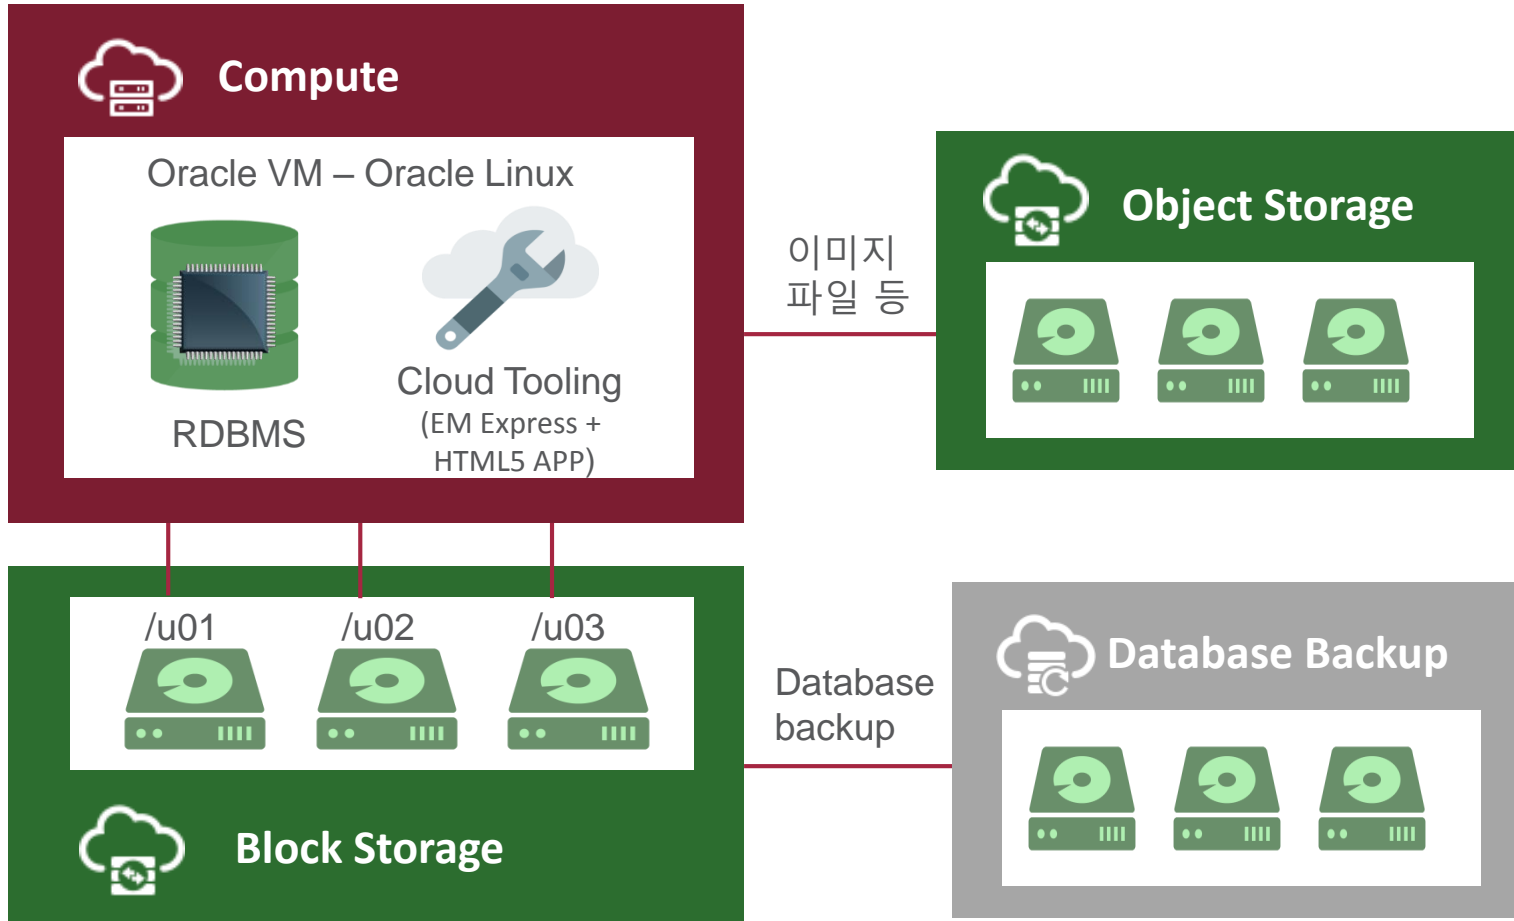 Compute
Oracle VM – Oracle Linux
RDBMS
Cloud Tooling
(EM Express +
HTML5 APP)
이미지
파일 등
Object Storage
/u01
/u02
/u03
Block Storage
Database
backup
Database Backup